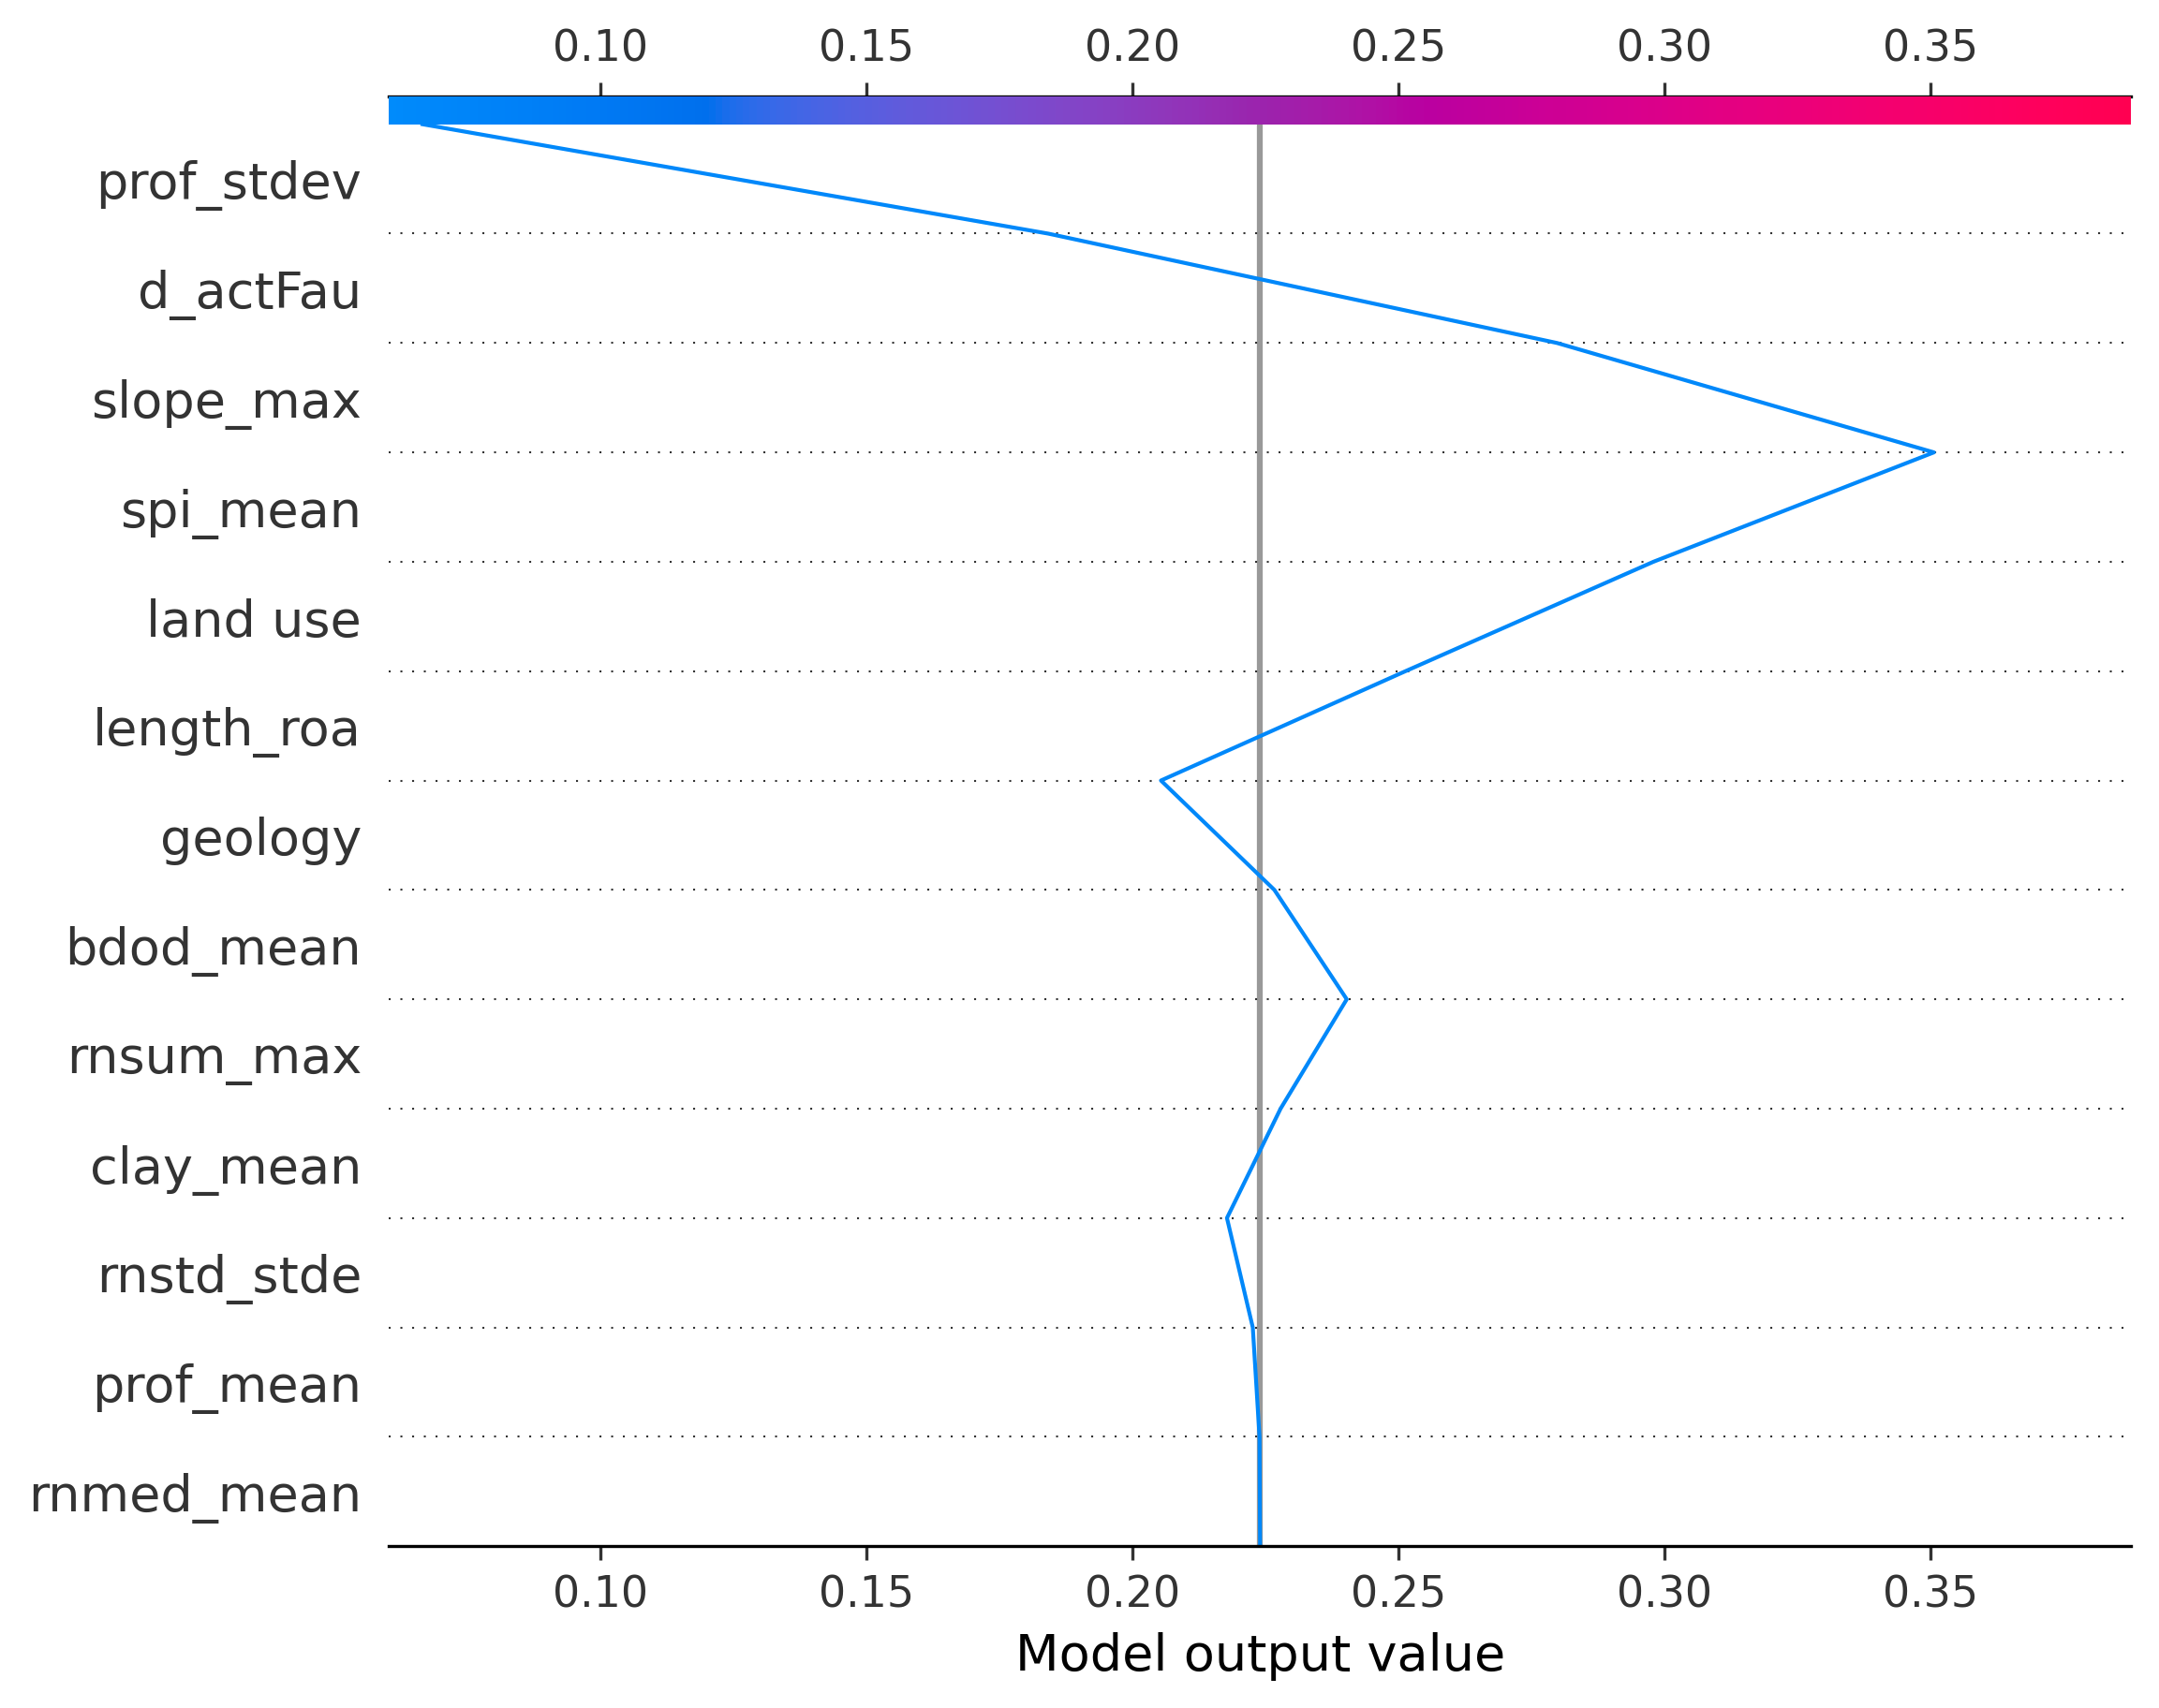 0.10 0.15 0.20 0.25 0.30 0.35
prof_stdev
d_actFau
slope_max
spi_mean
land use
length_roa
geology
bdod_mean
rnsum_max
clay_mean
rnstd_stde
prof_mean
rnmed_mean
0.10 0.15 0.20 0.25 0.30 0.35
Model output value